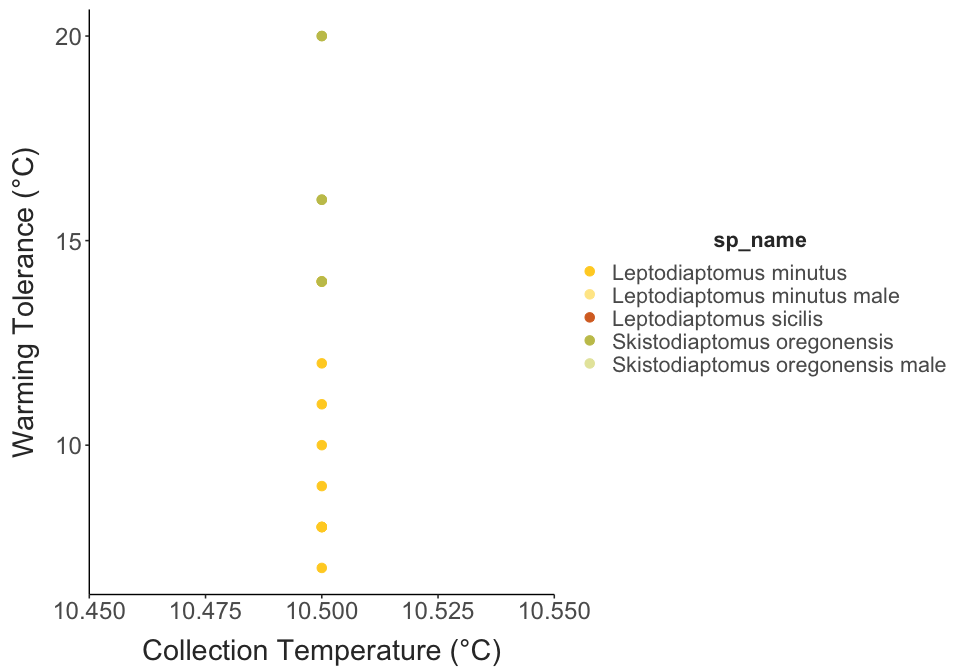 20
15
10
Warming Tolerance (°C)
10.450 10.475 10.500 10.525 10.550
Collection Temperature (°C)
sp_name
Leptodiaptomus minutus
Leptodiaptomus minutus male
Leptodiaptomus sicilis
Skistodiaptomus oregonensis
Skistodiaptomus oregonensis male